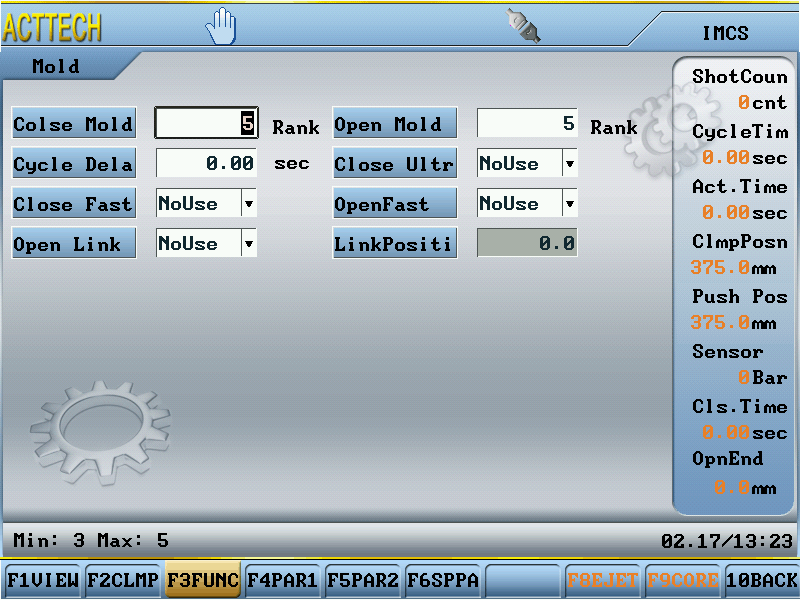 ACTTECH
IMCS
Mold
Colse Mold 5 Rank Open Mold 5 Rank
Cycle Dela 0.00 sec Close Ultr NoUse
Close Fast NoUse OpenFast NoUse
Open Link NoUse LinkPositi 0.0
ShotCoun
0cnt
CycleTim
0.00sec
Act.Time
0.00sec
ClmpPosn
375.0mm
Push Pos
375.0mm
Sensor
0Bar
Cls.Time
0.00sec
OpnEnd
0.0mm
Min: 3 Max: 5 02.17/13:23
F1VIEW F2CLMP F3FUNC F4PAR1 F5PAR2 F6SPPA F8EJET F9CORE 10BACK